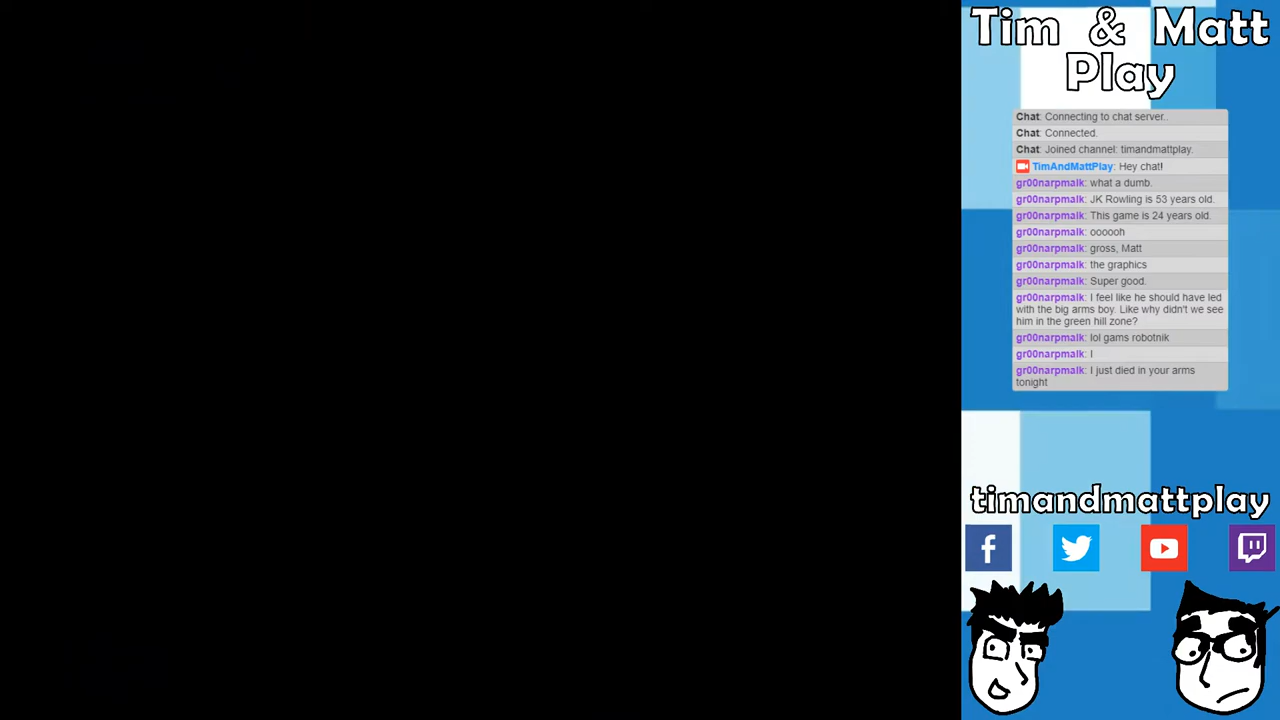 Tim & Matt
Play
Chat: Connecting to chat server..
Chat: Connected.
Chat: Joined channel: timandmattplay.
TimAndMattPlay: Hey chat!
gr00narpmalk: what a dumb.
gr00narpmalk: JK Rowling is 53 years old.
gr00narpmalk: This game is 24 years old.
gr00narpmalk: oooooh
gr00narpmalk: gross, Matt
gr00narpmalk: the graphics
gr00narpmalk: Super good.
gr00narpmalk: I feel like he should have led
with the big arms boy. Like why didn't we see
him in the green hill zone?
gr00narpmalk: lol gams robotnik
gr00narpmalk: I
gr00narpmalk: I just died in your arms
tonight
timandmattplay